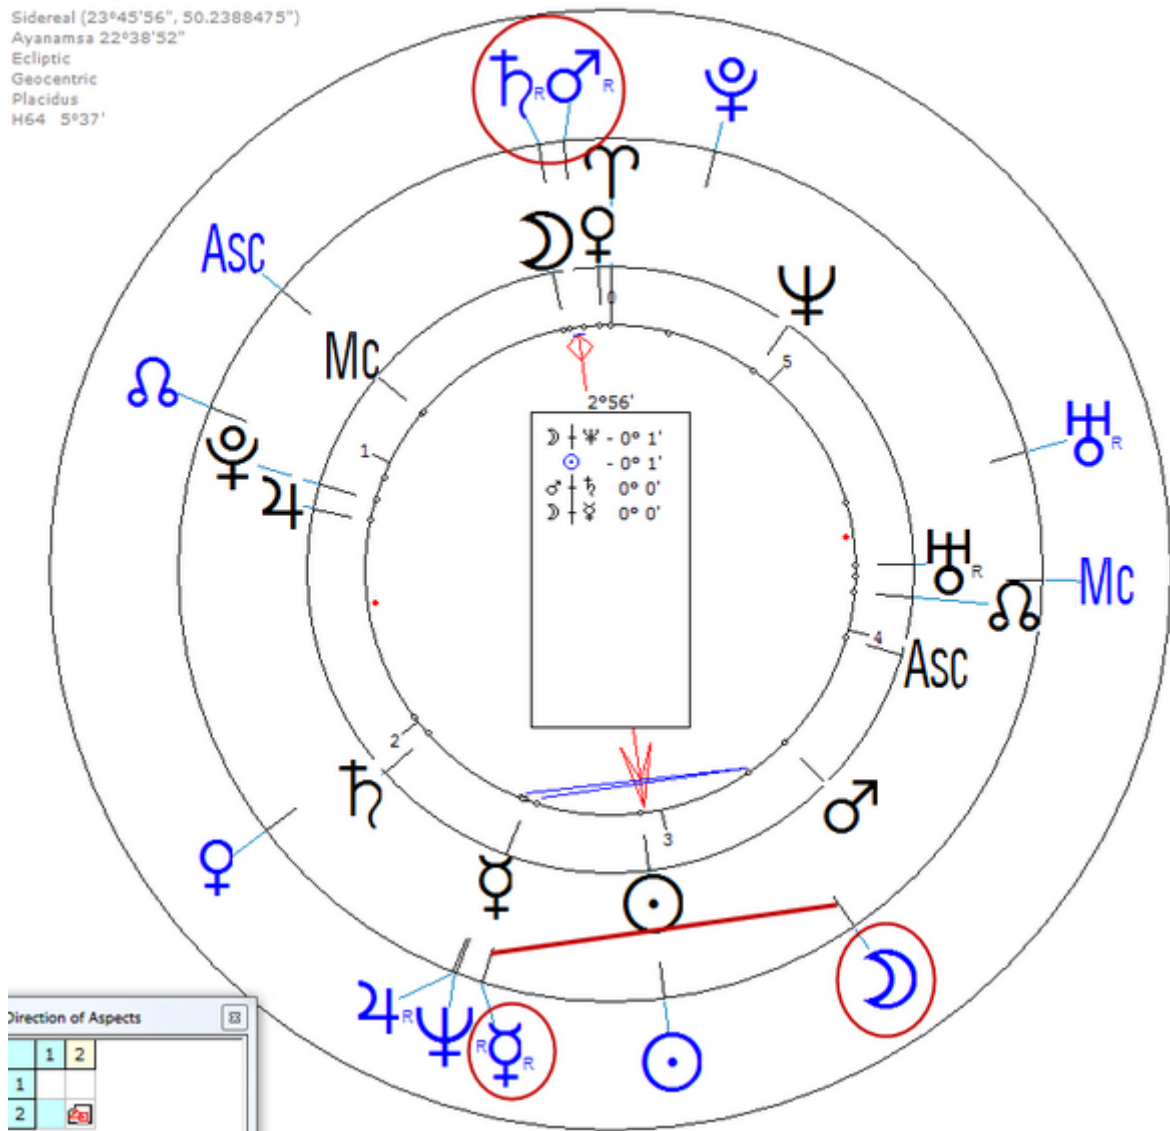 Sidereal (23°45'56", 50.2388475")
Ayanamsa 22°38'52"
Ecliptic
Geocentric
Placidus
H64 5°37'
♄R ♂R ♇
♈
Asc ☽ ♀
0
♆
Mc
5
☊
2°56'
☽ ∤ ♆ - 0° 1'
☉ - 0° 1'
♂ ∤ ♄ 0° 0'
☽ ∤ ☿ 0° 0'
♅R
♇ 1
♃
♅R
Mc
☊
4
Asc
2
♄ ♂
3
♀
☿ ☉
☽
♃R ♆ R☿R ☉
Direction of Aspects
1 2
1
2